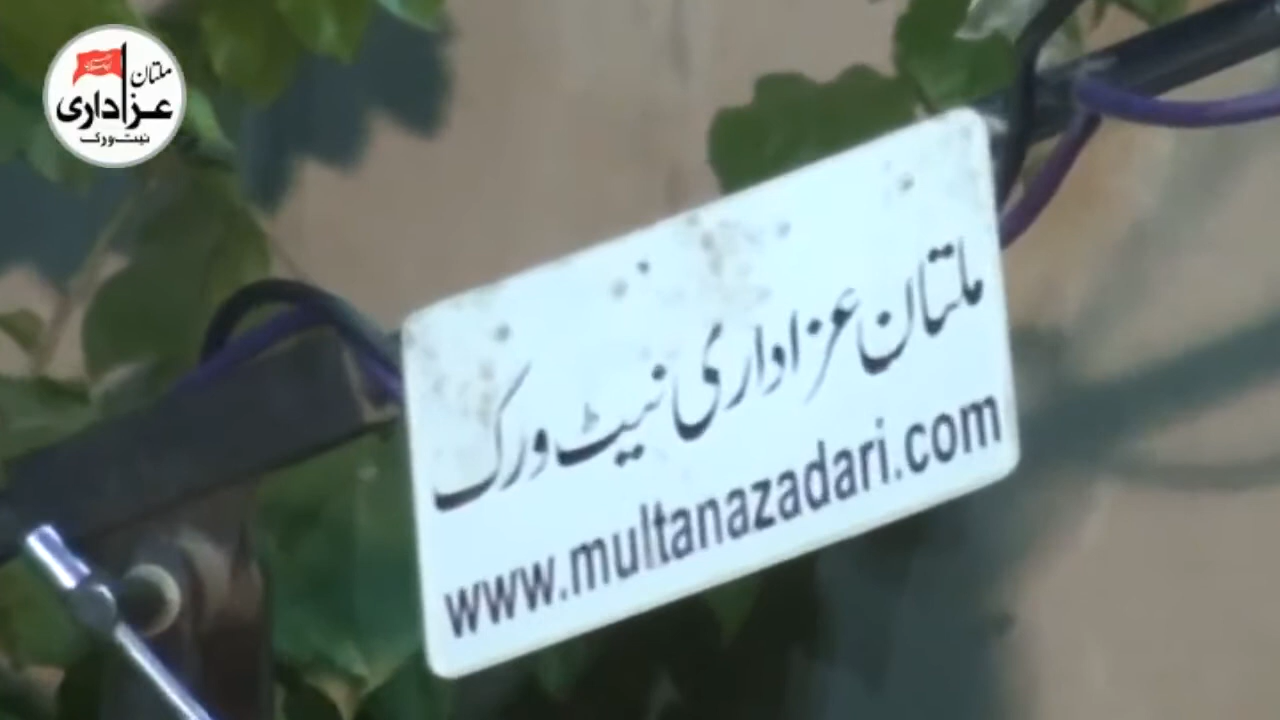 ملتان
عزاداری
نیٹ ورک
ملتان عزاداری نیٹ ورک
www.multanazadari.com